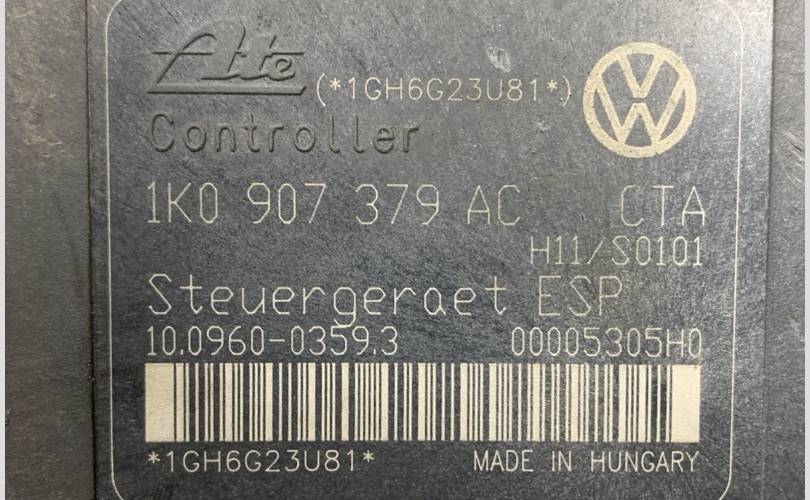 Ate (*1GH6G23U81*)
Controller
1K0 907 379 AC CTA
H11/S0101
Steuergeraet ESP
10.0960-0359.3 00005305H0
*1GH6G23U81* MADE IN HUNGARY